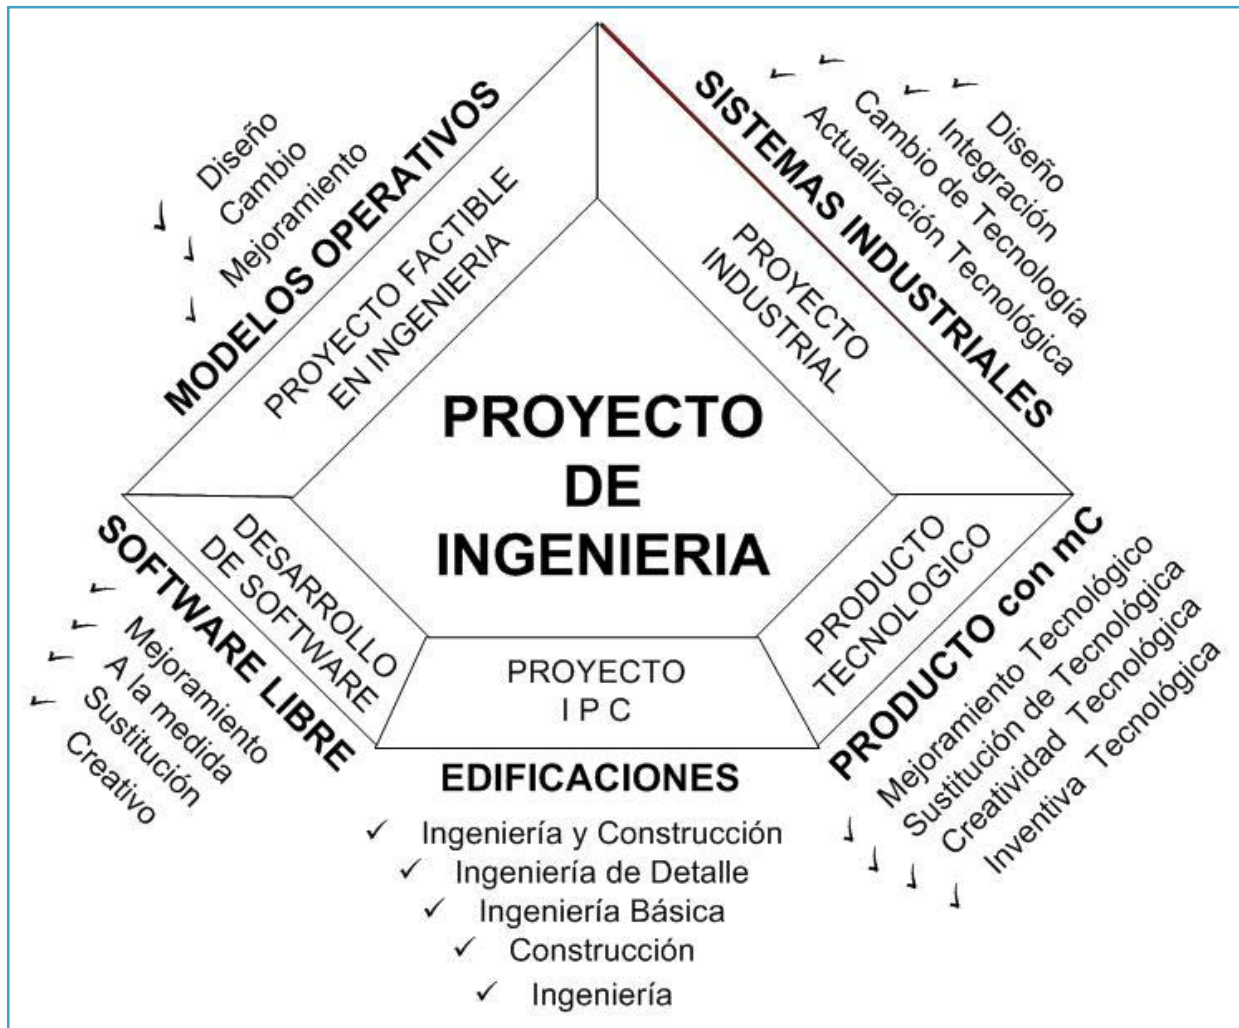 PROYECTO
DE
INGENIERIA
MODELOS OPERATIVOS
Diseño
Cambio
Mejoramiento
PROYECTO FACTIBLE
EN INGENIERIA
SISTEMAS INDUSTRIALES
Diseño
Integración
Cambio de Tecnología
Actualización Tecnológica
PROYECTO
INDUSTRIAL
PRODUCTO con mC
Mejoramiento Tecnológico
Sustitución de Tecnológica
Creatividad Tecnológica
Inventiva Tecnológica
PRODUCTO
TECNOLOGICO
SOFTWARE LIBRE
Mejoramiento
A la medida
Sustitución
Creativo
DESARROLLO
DE SOFTWARE
PROYECTO
I P C
EDIFICACIONES
Ingeniería y Construcción
Ingeniería de Detalle
Ingeniería Básica
Construcción
Ingeniería